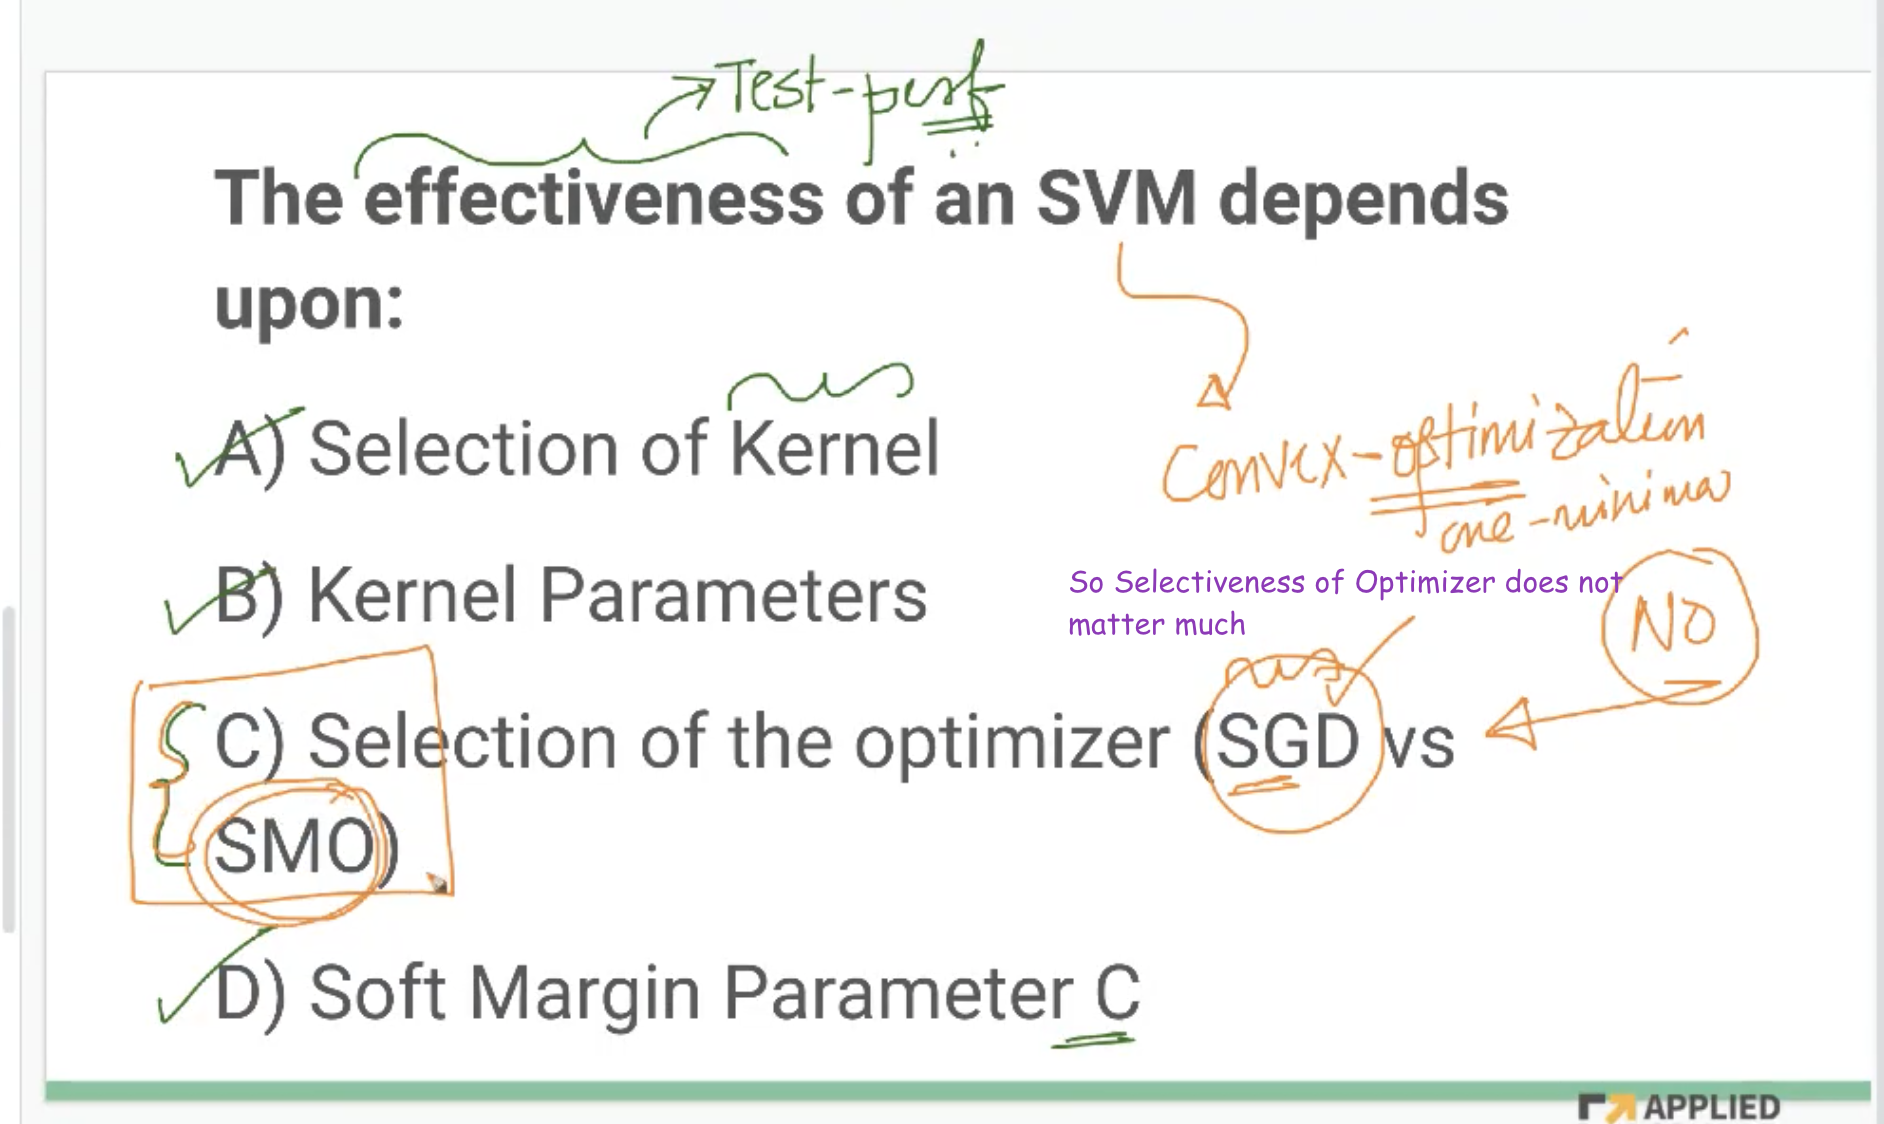 Test-perf
The effectiveness of an SVM depends
upon:
A) Selection of Kernel
Convex-optimization
one-minima
B) Kernel Parameters
So Selectiveness of Optimizer does not
matter much
NO
C) Selection of the optimizer (SGD vs
SMO)
D) Soft Margin Parameter C
APPLIED